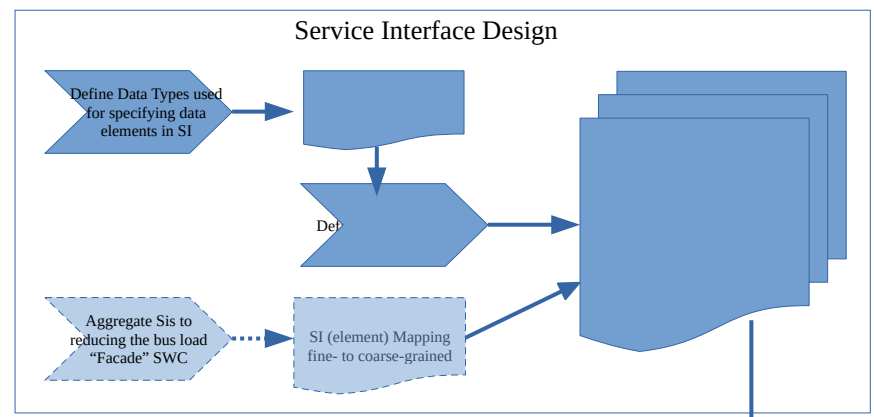 Service Interface Design
Define Data Types used
for specifying data
elements in SI
Def
Aggregate Sis to
reducing the bus load
“Facade” SWC
SI (element) Mapping
fine- to coarse-grained